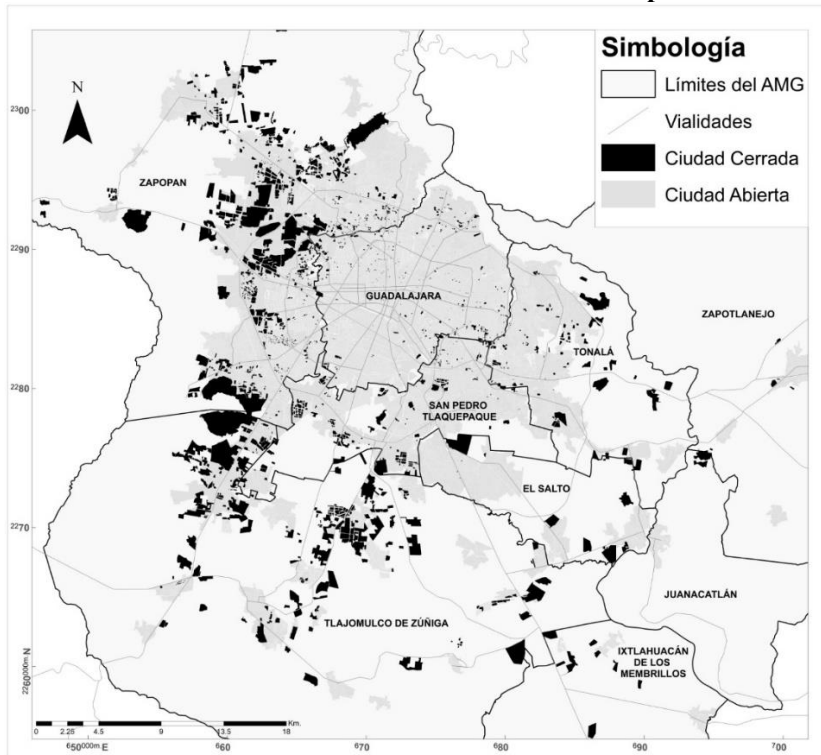 Simbología
Límites del AMG
Vialidades
Ciudad Cerrada
Ciudad Abierta
N
2300
ZAPOPAN
2290
GUADALAJARA
ZAPOTLANEJO
TONALÁ
2280
SAN PEDRO
TLAQUEPAQUE
EL SALTO
2270
JUANACATLÁN
TLAJOMULCO DE ZÚÑIGA
IXTLAHUACÁN
DE LOS
MEMBRILLOS
2260000m N
Km.
0 2.25 4.5 9 13.5 18
650000m E 660 670 680 690 700